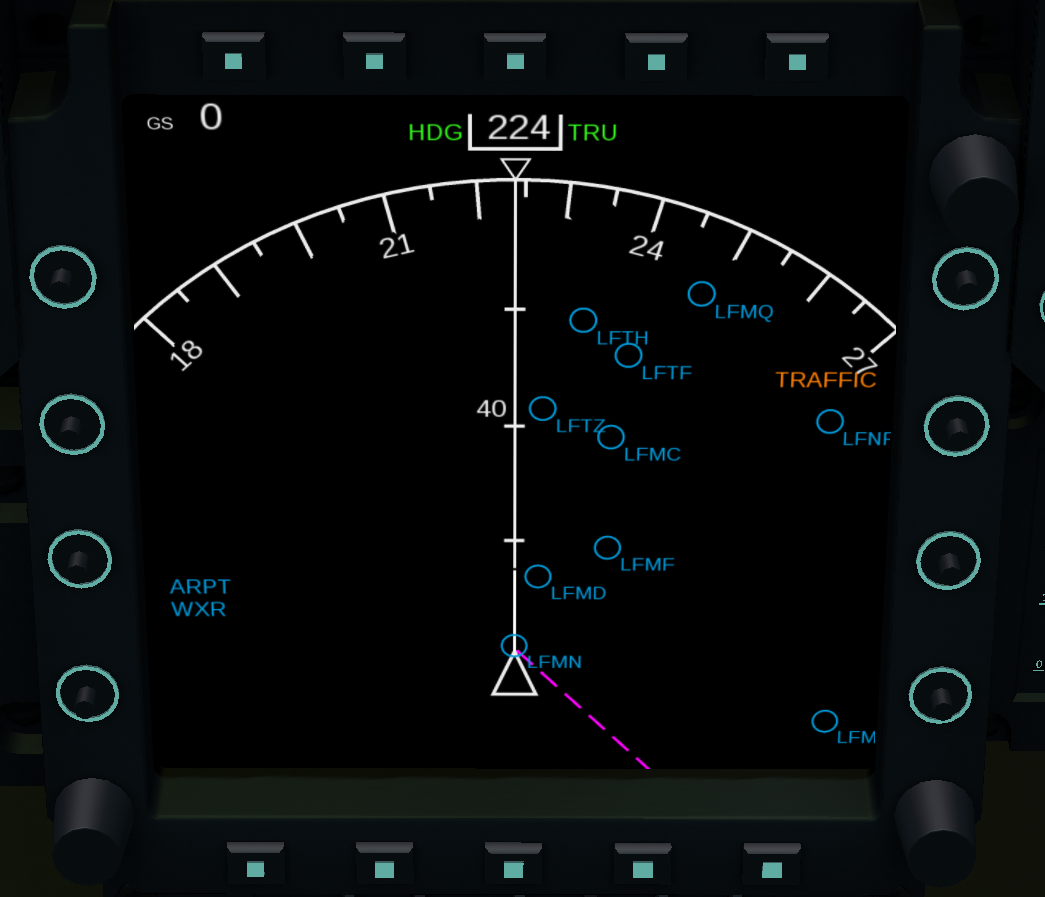 GS 0
HDG 224 TRU
21
24
18
27
LFMQ
LFTH
LFTF
TRAFFIC
40
LFTZ
LFMC
LFMF
ARPT
WXR
LFMD
LFMN
LFM